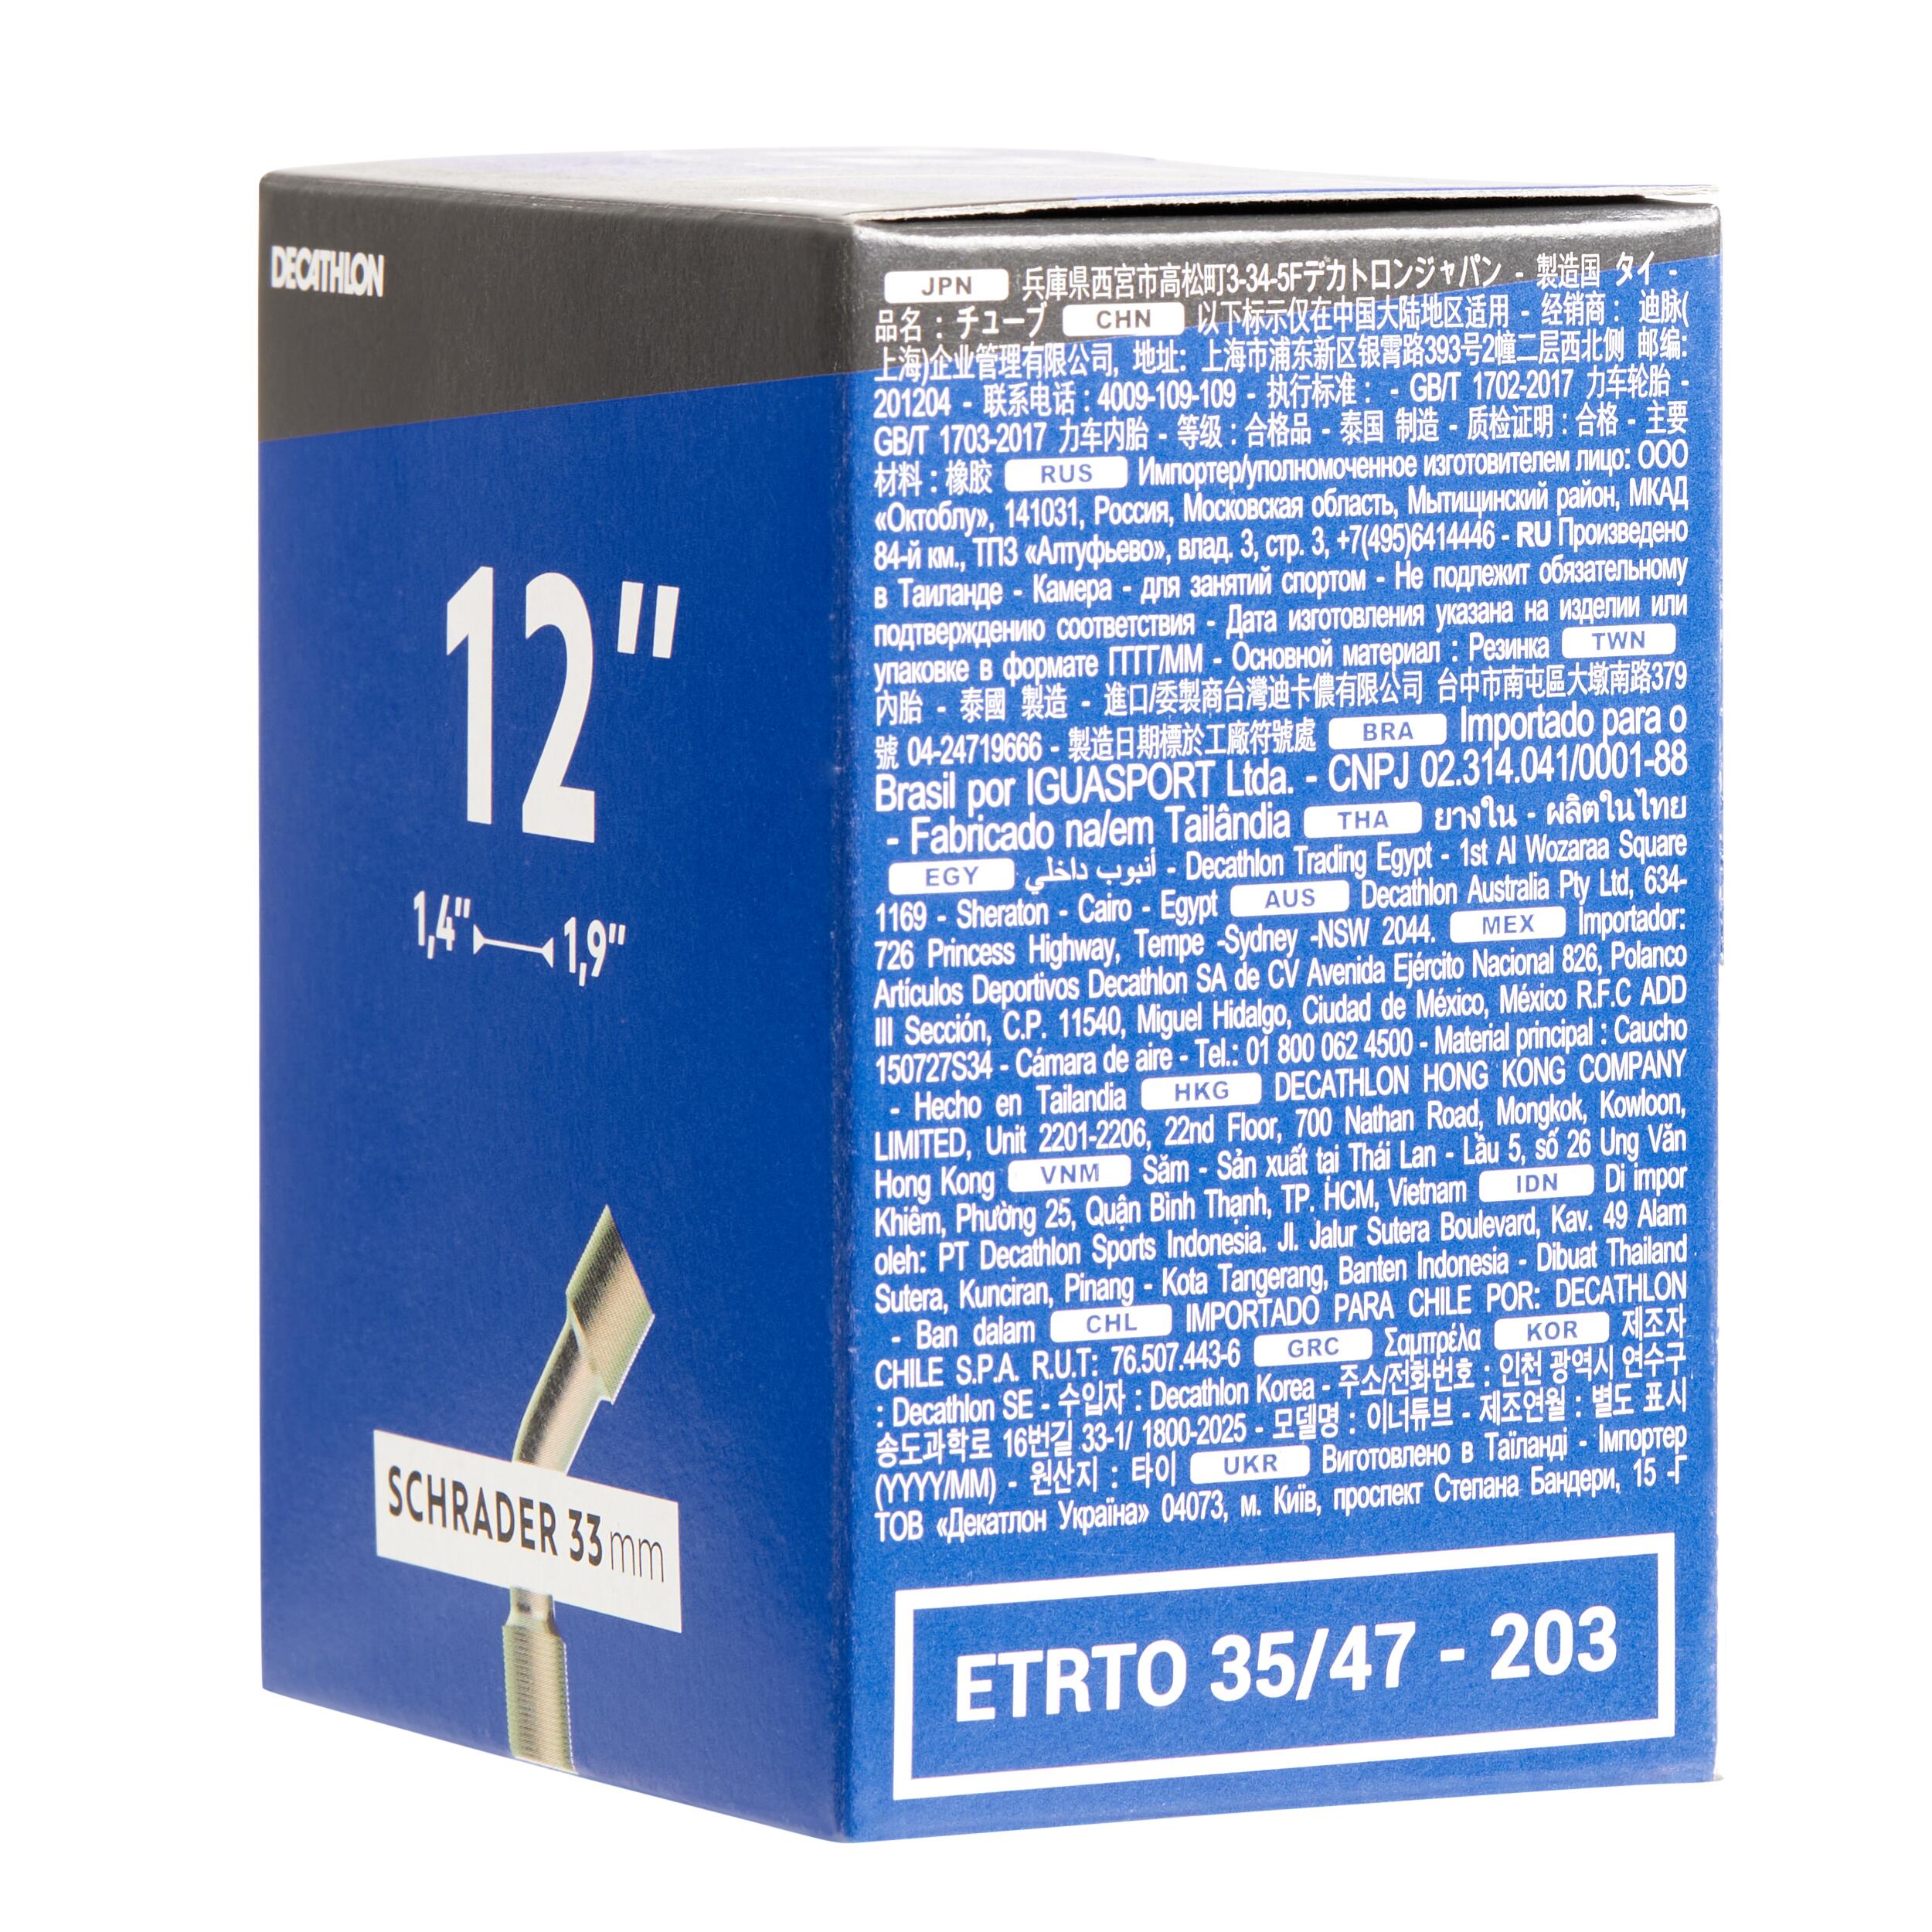 DECATHLON
12"
1,4" 1,9"
SCHRADER 33 mm
JPN 兵庫県西宮市高松町3-34-5Fデカトロンジャパン - 製造国 タイ -
品名 : チューブ CHN 以下标示仅在中国大陆地区适用 - 经销商 : 迪脉(
上海)企业管理有限公司, 地址: 上海市浦东新区银霄路393号2幢二层西北侧 邮编:
201204 - 联系电话 : 4009-109-109 - 执行标准 : - GB/T 1702-2017 力车轮胎 -
GB/T 1703-2017 力车内胎 - 等级 : 合格品 - 泰国 制造 - 质检证明 : 合格 - 主要
材料 : 橡胶 RUS Импортер/уполномоченное изготовителем лицо: ООО
«Октоблу», 141031, Россия, Московская область, Мытищинский район, МКАД
84-й км., ТПЗ «Алтуфьево», влад. 3, стр. 3, +7(495)6414446 - RU Произведено
в Таиланде - Камера - для занятий спортом - Не подлежит обязательному
подтверждению соответствия - Дата изготовления указана на изделии или
упаковке в формате ГГГГ/ММ - Основной материал : Резинка TWN
內胎 - 泰國 製造 - 進口/委製商台灣迪卡儂有限公司 台中市南屯區大墩南路379
號 04-24719666 - 製造日期標於工廠符號處 BRA Importado para o
Brasil por IGUASPORT Ltda. - CNPJ 02.314.041/0001-88
- Fabricado na/em Tailândia THA ยางใน - ผลิตในไทย
EGY أنبوب داخلي - Decathlon Trading Egypt - 1st Al Wozaraa Square
1169 - Sheraton - Cairo - Egypt AUS Decathlon Australia Pty Ltd, 634-
726 Princess Highway, Tempe -Sydney -NSW 2044. MEX Importador:
Artículos Deportivos Decathlon SA de CV Avenida Ejército Nacional 826, Polanco
III Sección, C.P. 11540, Miguel Hidalgo, Ciudad de México, México R.F.C ADD
150727S34 - Cámara de aire - Tel.: 01 800 062 4500 - Material principal : Caucho
- Hecho en Tailandia HKG DECATHLON HONG KONG COMPANY
LIMITED, Unit 2201-2206, 22nd Floor, 700 Nathan Road, Mongkok, Kowloon,
Hong Kong VNM Săm - Sản xuất tại Thái Lan - Lầu 5, số 26 Ung Văn
Khiêm, Phường 25, Quận Bình Thạnh, TP. HCM, Vietnam IDN Di impor
oleh: PT Decathlon Sports Indonesia. Jl. Jalur Sutera Boulevard, Kav. 49 Alam
Sutera, Kunciran, Pinang - Kota Tangerang, Banten Indonesia - Dibuat Thailand
- Ban dalam CHL IMPORTADO PARA CHILE POR: DECATHLON
CHILE S.P.A. R.U.T: 76.507.443-6 GRC Σαμπρέλα KOR 제조자
: Decathlon SE - 수입자 : Decathlon Korea - 주소/전화번호 : 인천 광역시 연수구
송도과학로 16번길 33-1/ 1800-2025 - 모델명 : 이너튜브 - 제조연월 : 별도 표시
(YYYY/MM) - 원산지 : 타이 UKR Виготовлено в Таїланді - Імпортер
ТОВ «Декатлон Україна» 04073, м. Київ, проспект Степана Бандери, 15 -Г
ETRTO 35/47 - 203